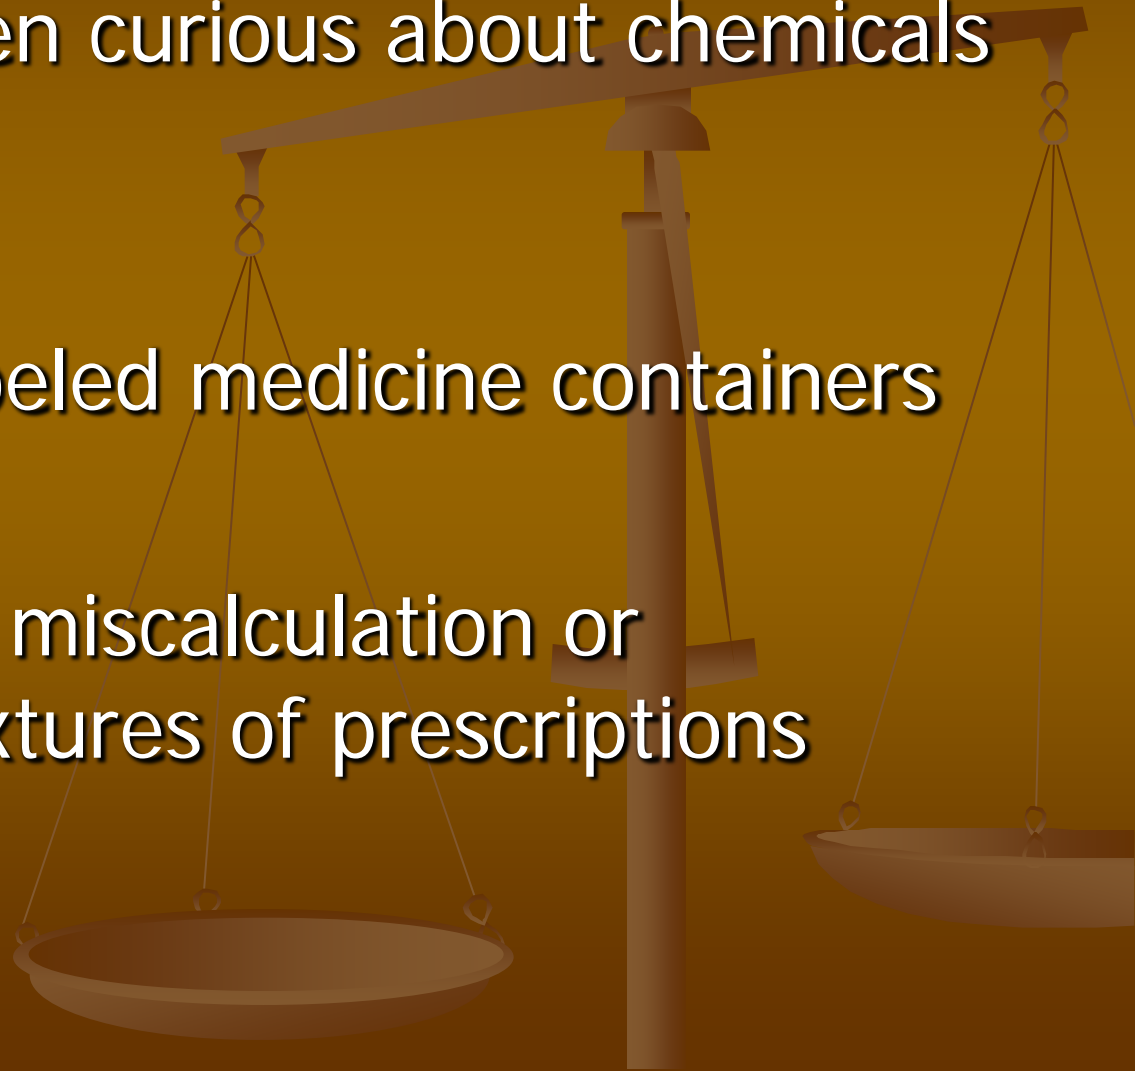 en curious about chemicals
eled medicine containers
miscalculation or
xtures of prescriptions